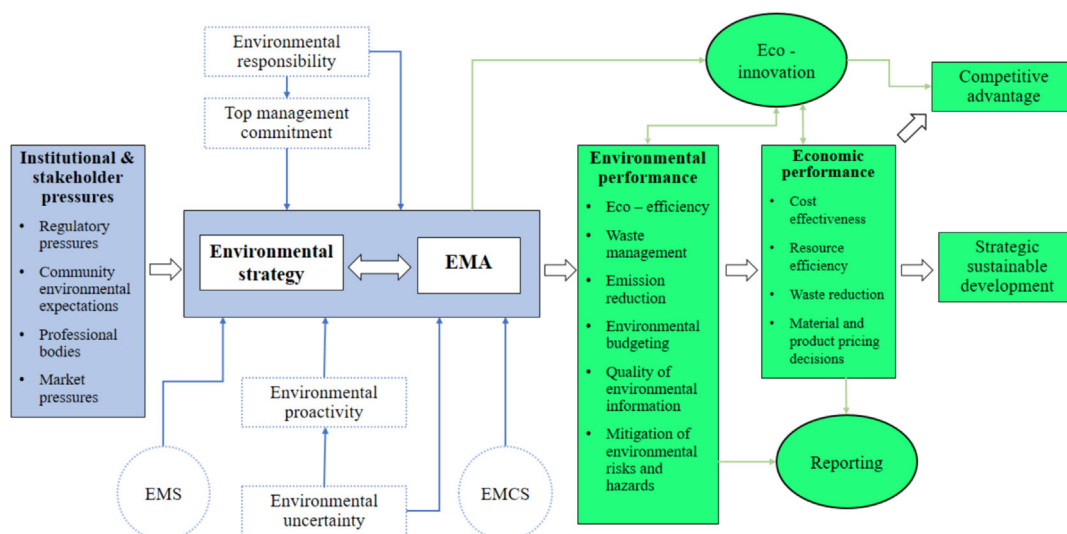 Environmental
responsibility
Top management
commitment
Eco -
innovation
Competitive
advantage
Institutional &
stakeholder
pressures
• Regulatory
pressures
• Community
environmental
expectations
• Professional
bodies
• Market
pressures
Environmental
strategy
EMA
Environmental
performance
• Eco – efficiency
• Waste
management
• Emission
reduction
• Environmental
budgeting
• Quality of
environmental
information
• Mitigation of
environmental
risks and
hazards
Economic
performance
• Cost
effectiveness
• Resource
efficiency
• Waste reduction
• Material and
product pricing
decisions
Strategic
sustainable
development
Environmental
proactivity
EMS
Environmental
uncertainty
EMCS
Reporting